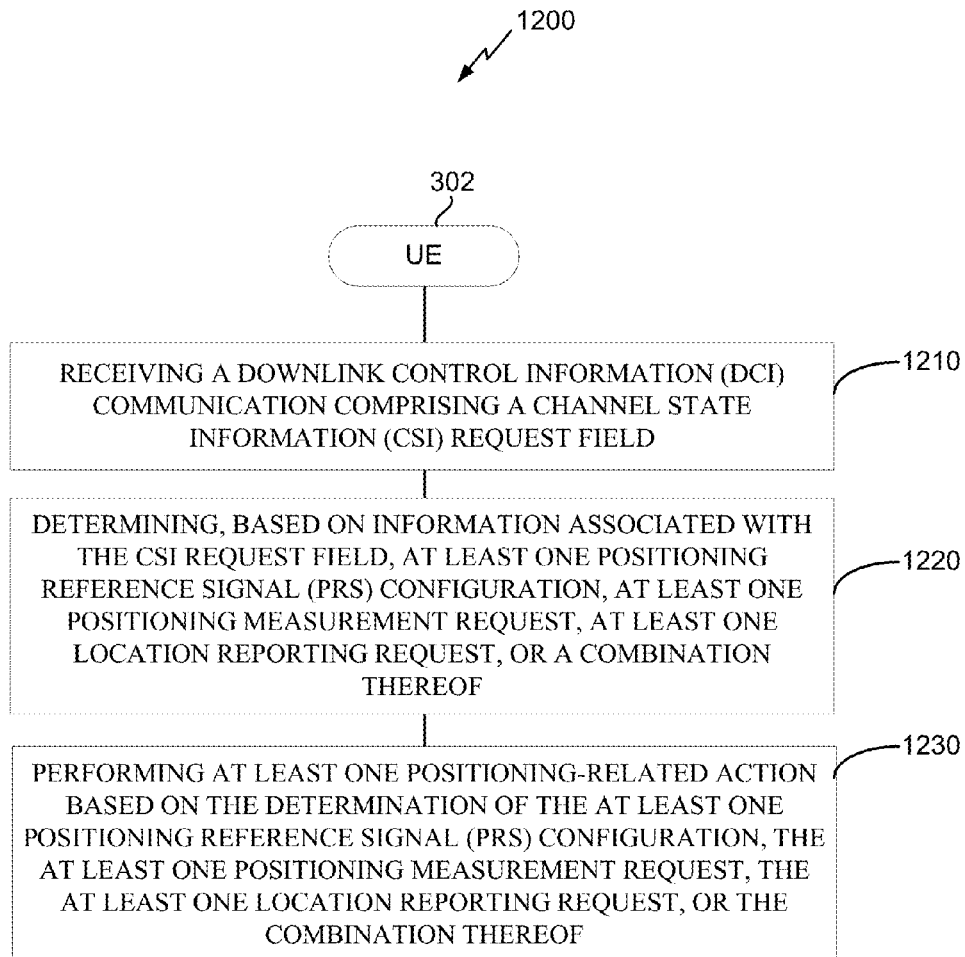 1200
302
UE
RECEIVING A DOWNLINK CONTROL INFORMATION (DCI)
COMMUNICATION COMPRISING A CHANNEL STATE
INFORMATION (CSI) REQUEST FIELD
1210
DETERMINING, BASED ON INFORMATION ASSOCIATED WITH
THE CSI REQUEST FIELD, AT LEAST ONE POSITIONING
REFERENCE SIGNAL (PRS) CONFIGURATION, AT LEAST ONE
POSITIONING MEASUREMENT REQUEST, AT LEAST ONE
LOCATION REPORTING REQUEST, OR A COMBINATION
THEREOF
1220
PERFORMING AT LEAST ONE POSITIONING-RELATED ACTION
BASED ON THE DETERMINATION OF THE AT LEAST ONE
POSITIONING REFERENCE SIGNAL (PRS) CONFIGURATION, THE
AT LEAST ONE POSITIONING MEASUREMENT REQUEST, THE
AT LEAST ONE LOCATION REPORTING REQUEST, OR THE
COMBINATION THEREOF
1230